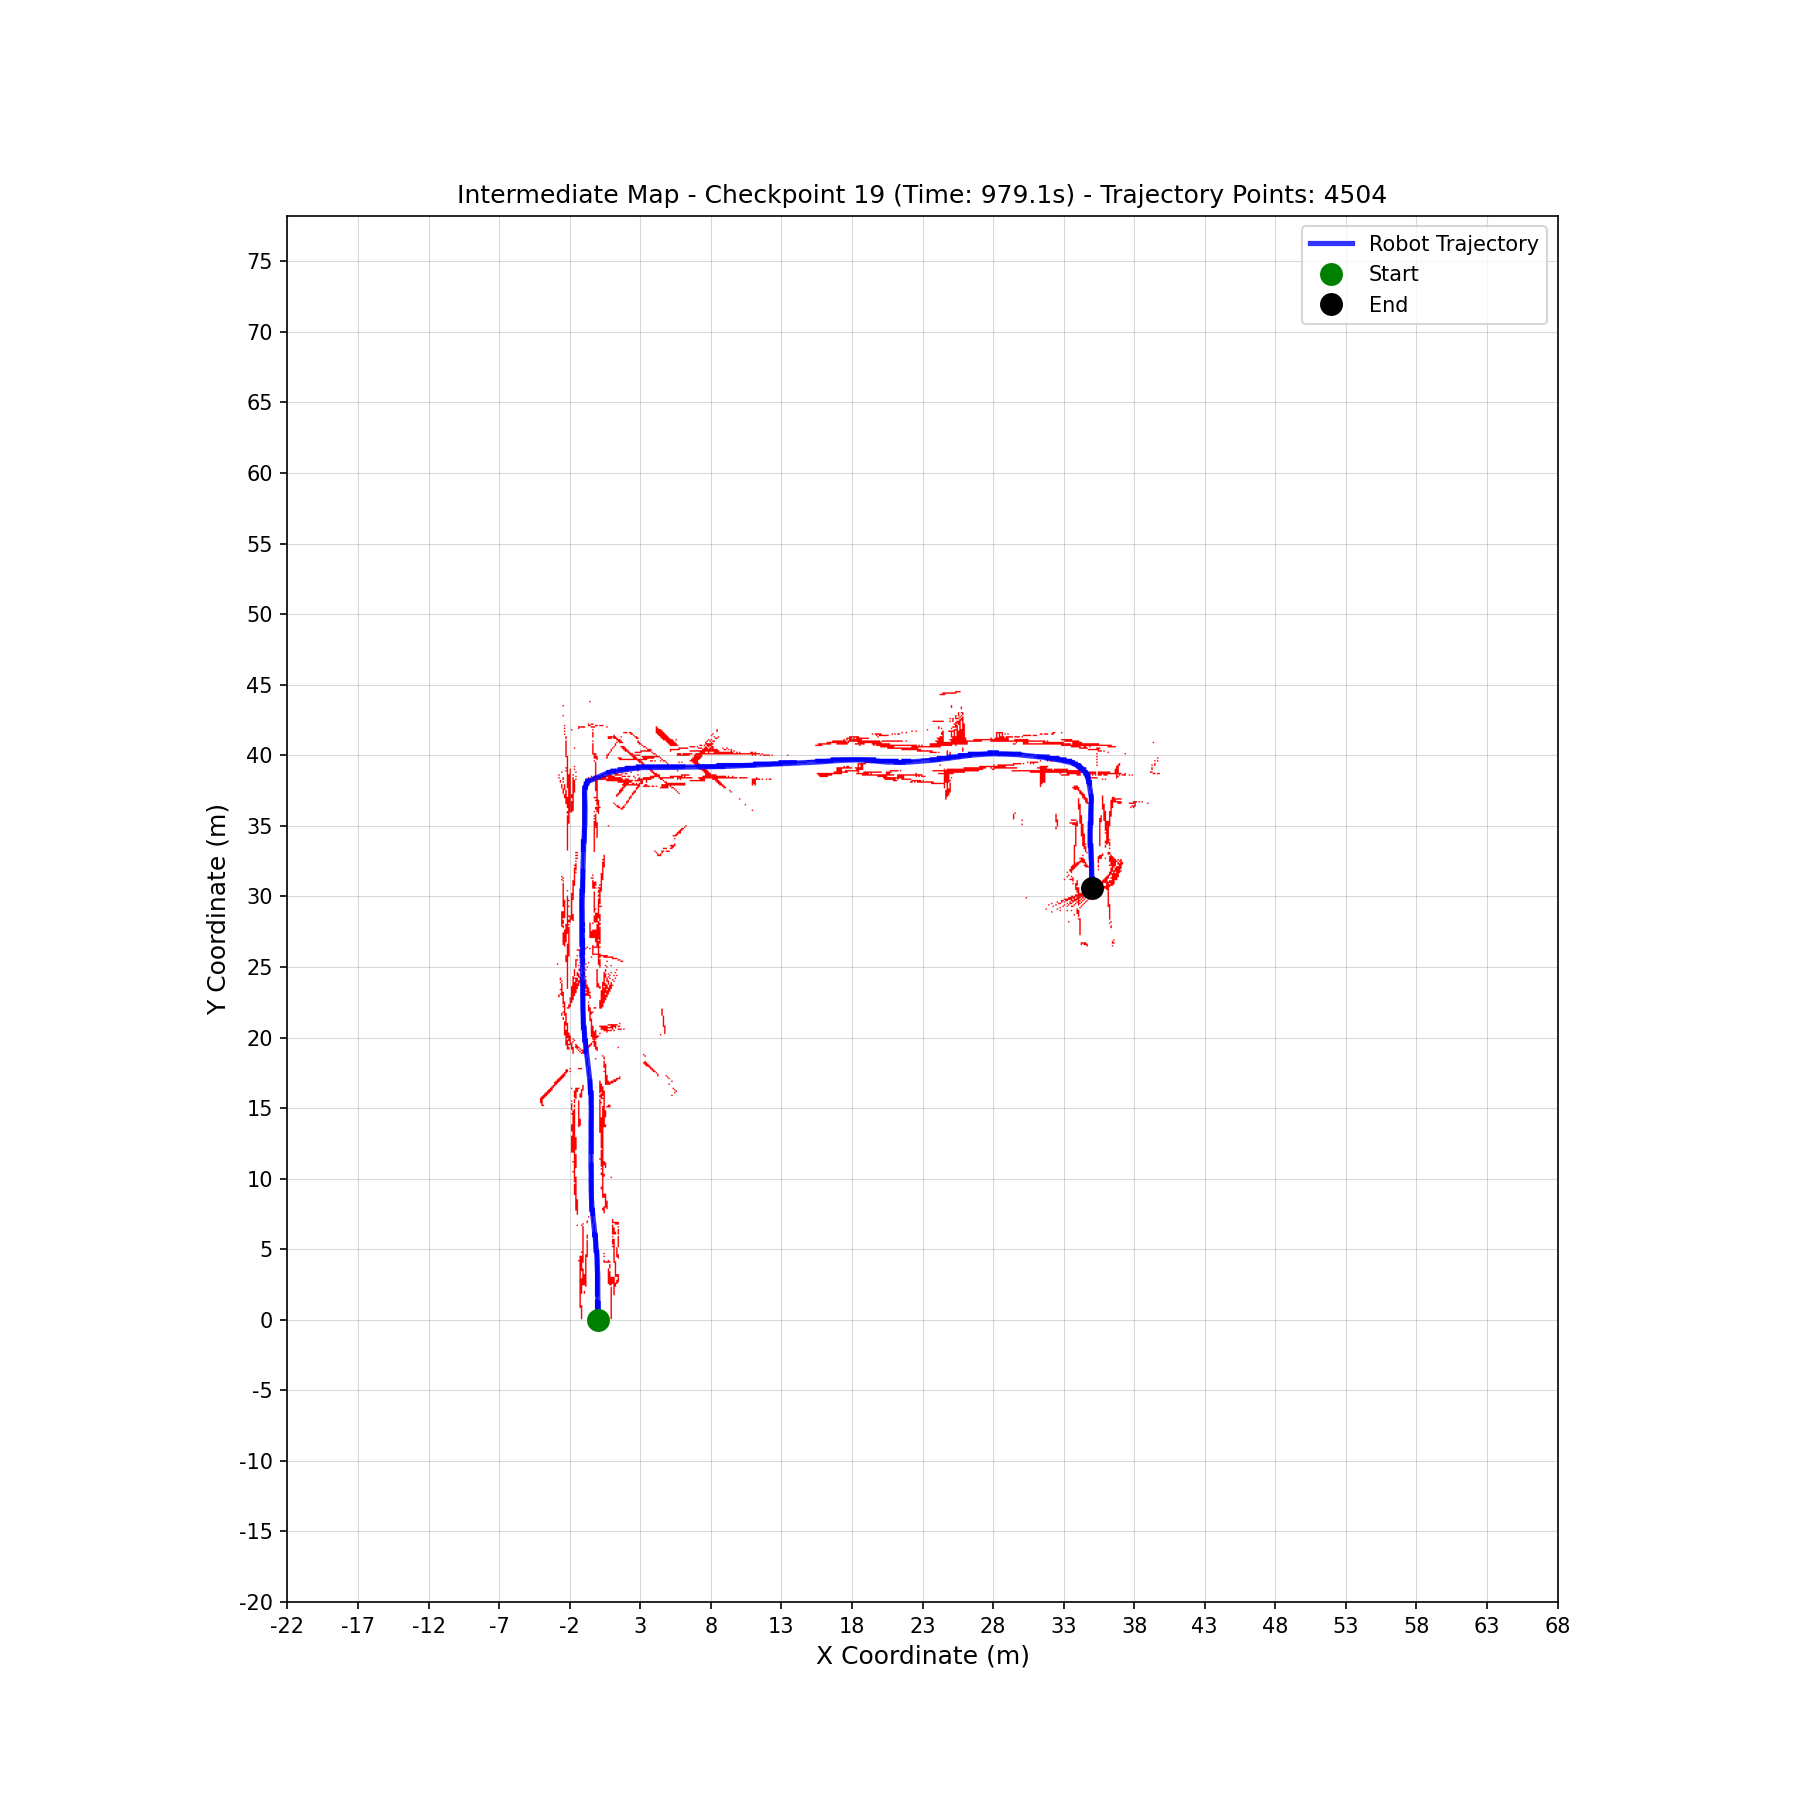 Intermediate Map - Checkpoint 19 (Time: 979.1s) - Trajectory Points: 4504
Robot Trajectory
Start
End
75
70
65
60
55
50
45
40
35
30
25
20
15
10
5
0
-5
-10
-15
-20
Y Coordinate (m)
-22 -17 -12 -7 -2 3 8 13 18 23 28 33 38 43 48 53 58 63 68
X Coordinate (m)